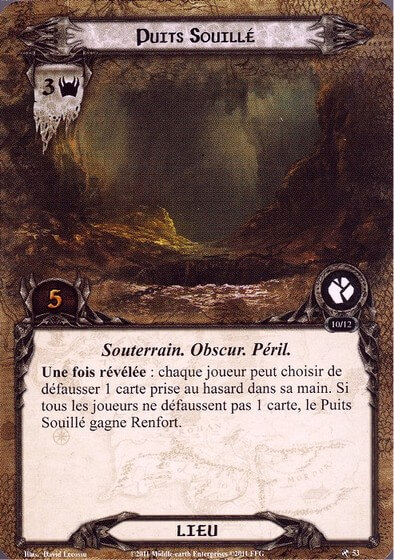 Puits Souillé
3
5
10/12
Souterrain. Obscur. Péril.
Une fois révélée : chaque joueur peut choisir de
défausser 1 carte prise au hasard dans sa main. Si
tous les joueurs ne défaussent pas 1 carte, le Puits
Souillé gagne Renfort.
LIEU
Illus. David Lecossu ©2011 Middle-earth Enterprises ©2011 FFG 53